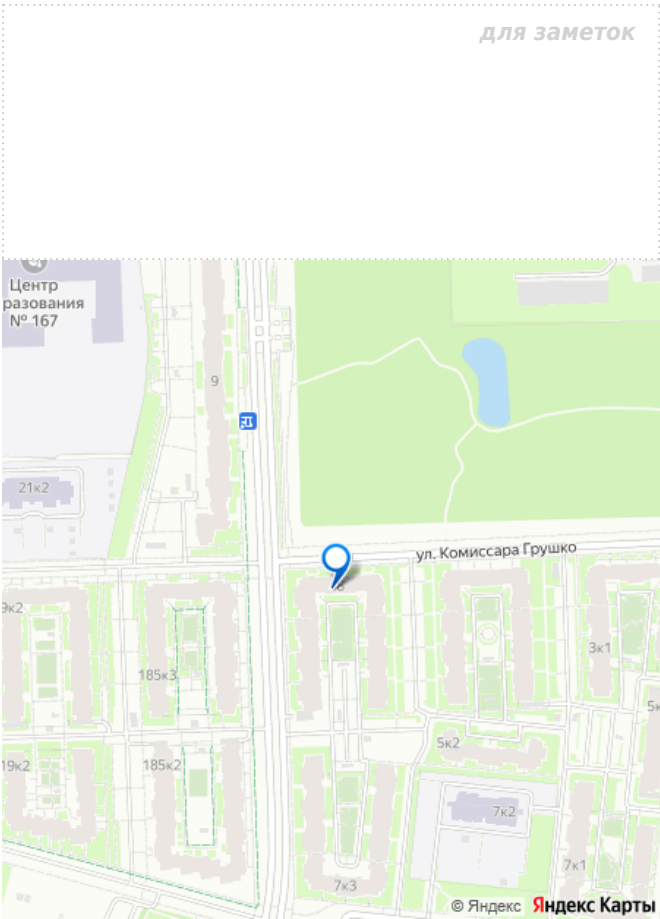 для заметок
Центр
разования
№ 167
9
21к2
ул. Комиссара Грушко
9к2
185к3
3к1
19к2
185к2
5к2
7к2
7к3
7к1
© Яндекс Яндекс Карты